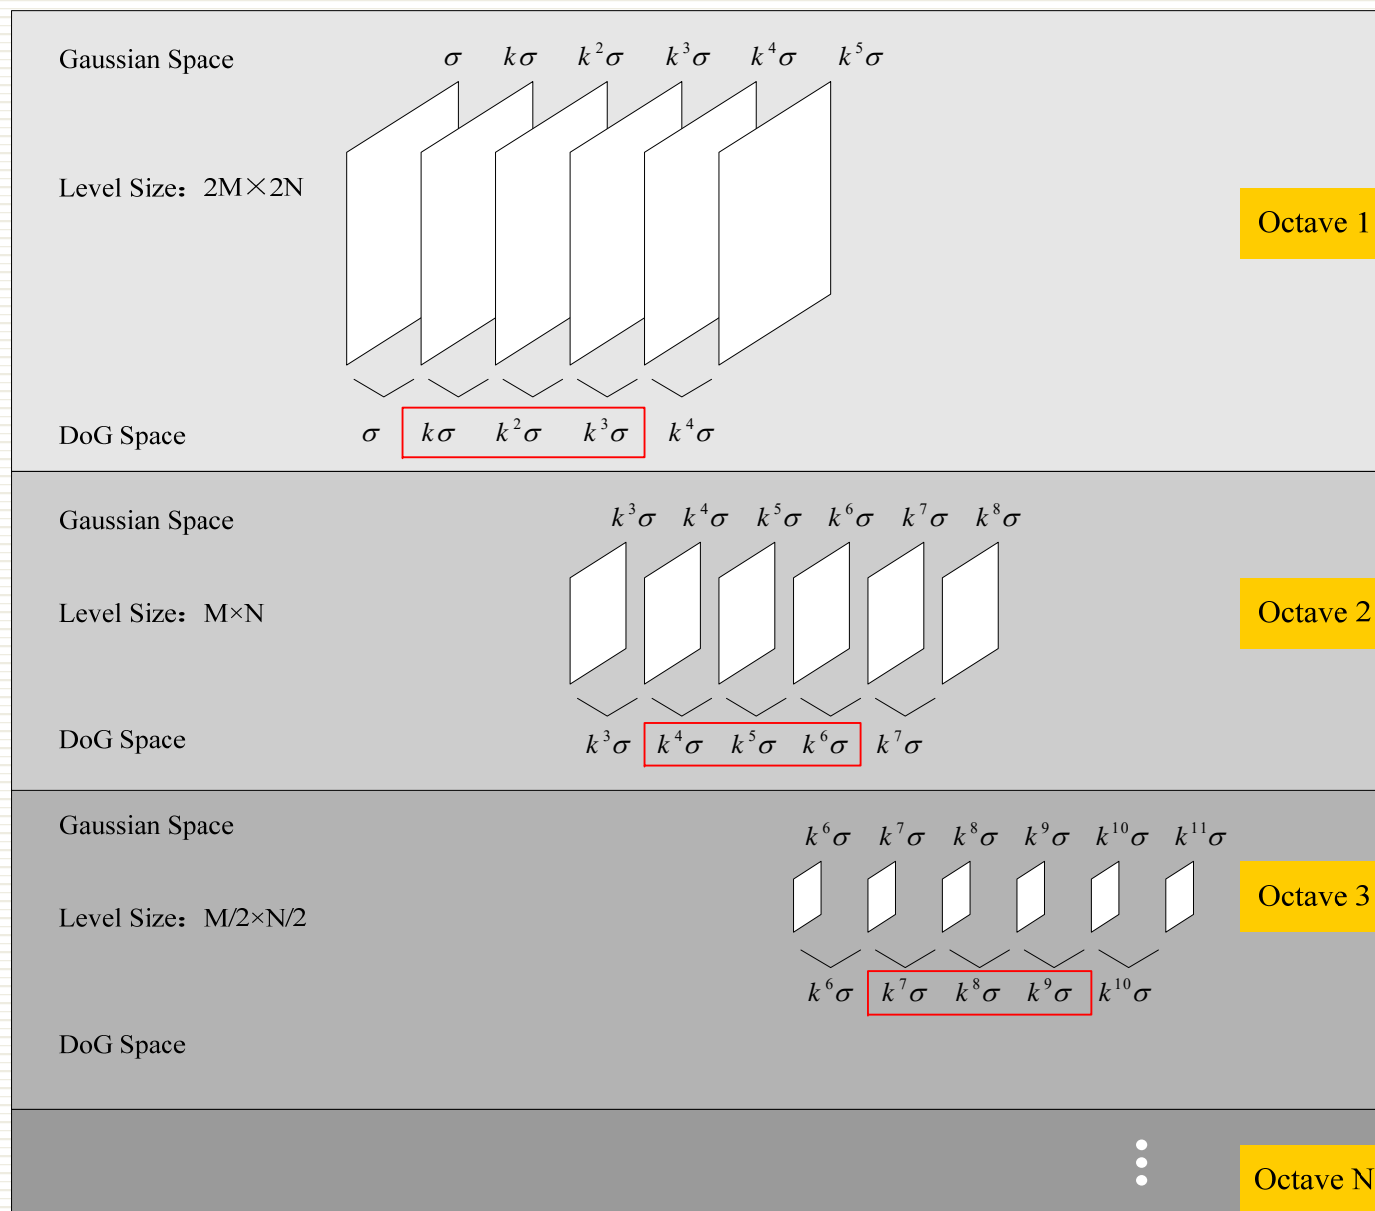 Gaussian Space σ kσ k²σ k³σ k⁴σ k⁵σ
Level Size：2M×2N
Octave 1
DoG Space σ kσ k²σ k³σ k⁴σ
Gaussian Space k³σ k⁴σ k⁵σ k⁶σ k⁷σ k⁸σ
Level Size：M×N
Octave 2
DoG Space k³σ k⁴σ k⁵σ k⁶σ k⁷σ
Gaussian Space k⁶σ k⁷σ k⁸σ k⁹σ k¹⁰σ k¹¹σ
Level Size：M/2×N/2
Octave 3
k⁶σ k⁷σ k⁸σ k⁹σ k¹⁰σ
DoG Space
Octave N